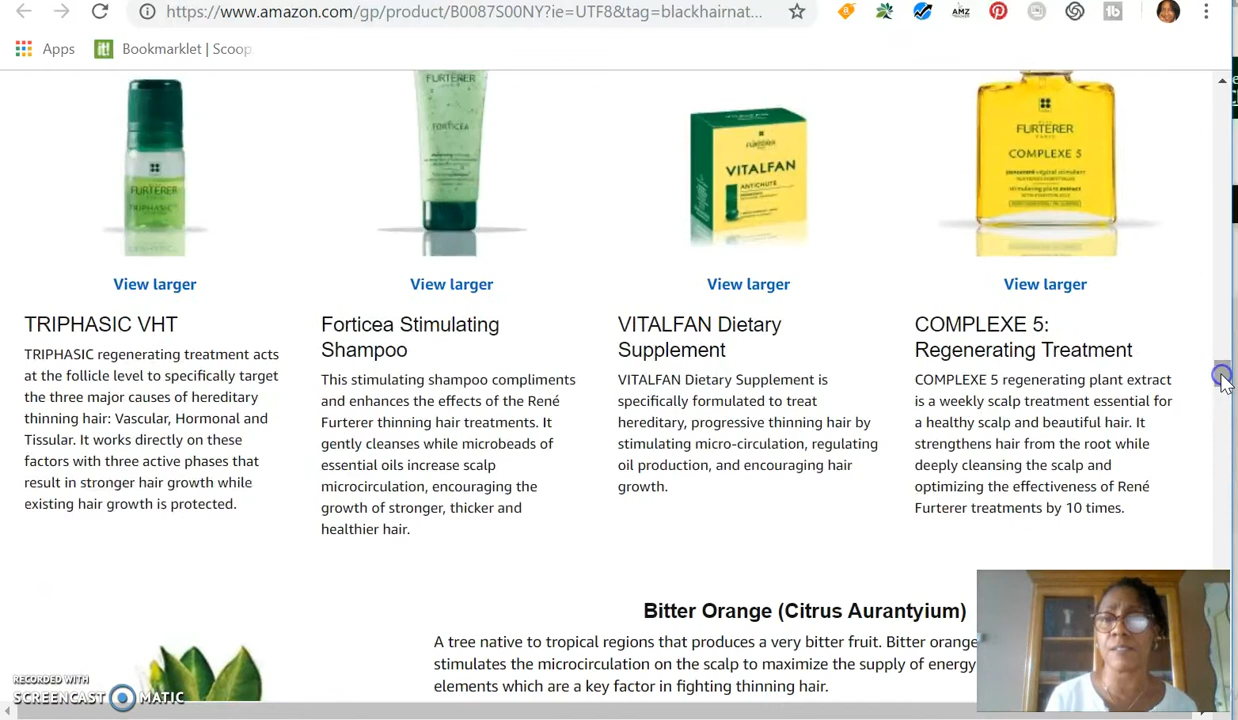 https://www.amazon.com/gp/product/B0087S00NY?ie=UTF8&tag=blackhairnat...
AMZ
1b
Apps
it!
Bookmarklet | Scoop
FURTERER
TRIPHASIC
FURTERER
FORTICEA
FURTERER
VITALFAN
ANTICHUTE
FURTERER
PARIS
COMPLEXE 5
stimulating plant extract
View larger
View larger
View larger
View larger
TRIPHASIC VHT
TRIPHASIC regenerating treatment acts
at the follicle level to specifically target
the three major causes of hereditary
thinning hair: Vascular, Hormonal and
Tissular. It works directly on these
factors with three active phases that
result in stronger hair growth while
existing hair growth is protected.
Forticea Stimulating
Shampoo
This stimulating shampoo compliments
and enhances the effects of the René
Furterer thinning hair treatments. It
gently cleanses while microbeads of
essential oils increase scalp
microcirculation, encouraging the
growth of stronger, thicker and
healthier hair.
VITALFAN Dietary
Supplement
VITALFAN Dietary Supplement is
specifically formulated to treat
hereditary, progressive thinning hair by
stimulating micro-circulation, regulating
oil production, and encouraging hair
growth.
COMPLEXE 5:
Regenerating Treatment
COMPLEXE 5 regenerating plant extract
is a weekly scalp treatment essential for
a healthy scalp and beautiful hair. It
strengthens hair from the root while
deeply cleansing the scalp and
optimizing the effectiveness of René
Furterer treatments by 10 times.
Bitter Orange (Citrus Aurantyium)
A tree native to tropical regions that produces a very bitter fruit. Bitter orange
stimulates the microcirculation on the scalp to maximize the supply of energy
elements which are a key factor in fighting thinning hair.
RECORDED WITH
SCREENCAST MATIC